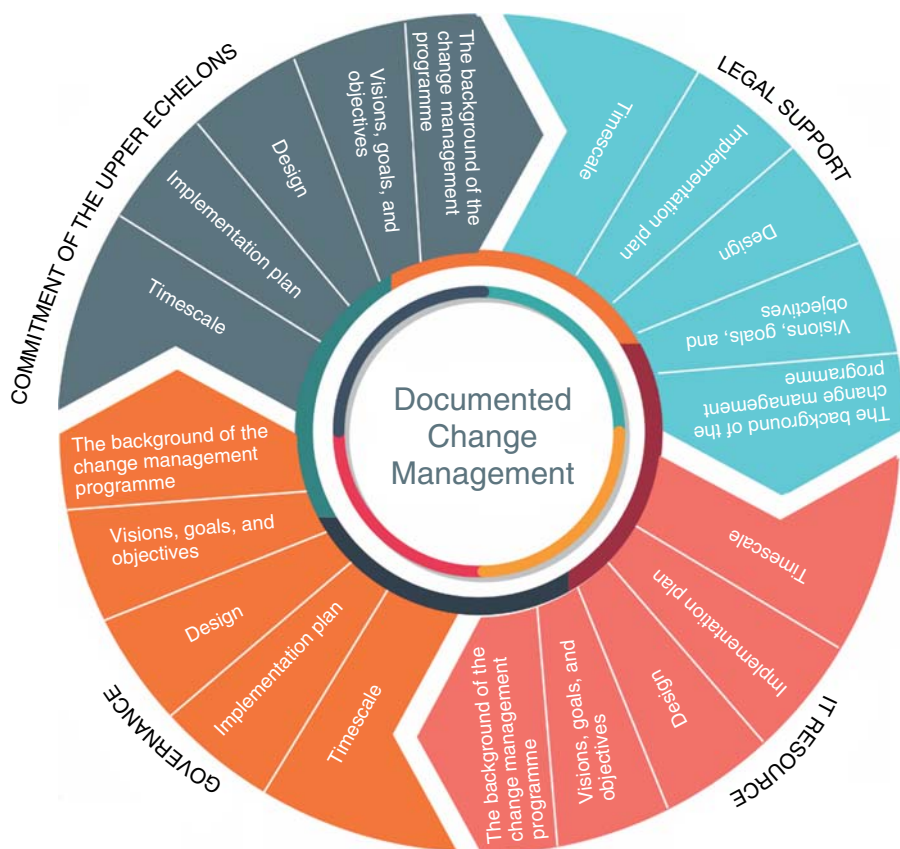 COMMITMENT OF THE UPPER ECHELONS
Timescale
Implementation plan
Design
Visions, goals, and
objectives
The background of the
change management
programme
LEGAL SUPPORT
Timescale
Implementation plan
Design
Visions, goals, and
objectives
The background of the
change management
programme
IT RESOURCE
Timescale
Implementation plan
Design
Visions, goals, and
objectives
The background of the
change management
programme
GOVERNANCE
Timescale
Implementation plan
Design
Visions, goals, and
objectives
The background of the
change management
programme
Documented
Change
Management